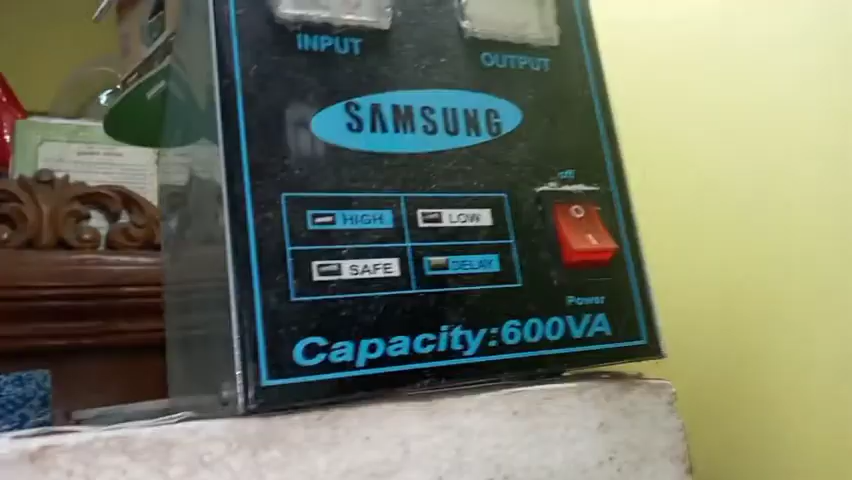 INPUT
OUTPUT
SAMSUNG
off
HIGH
LOW
SAFE
DELAY
Power
Capacity:600VA